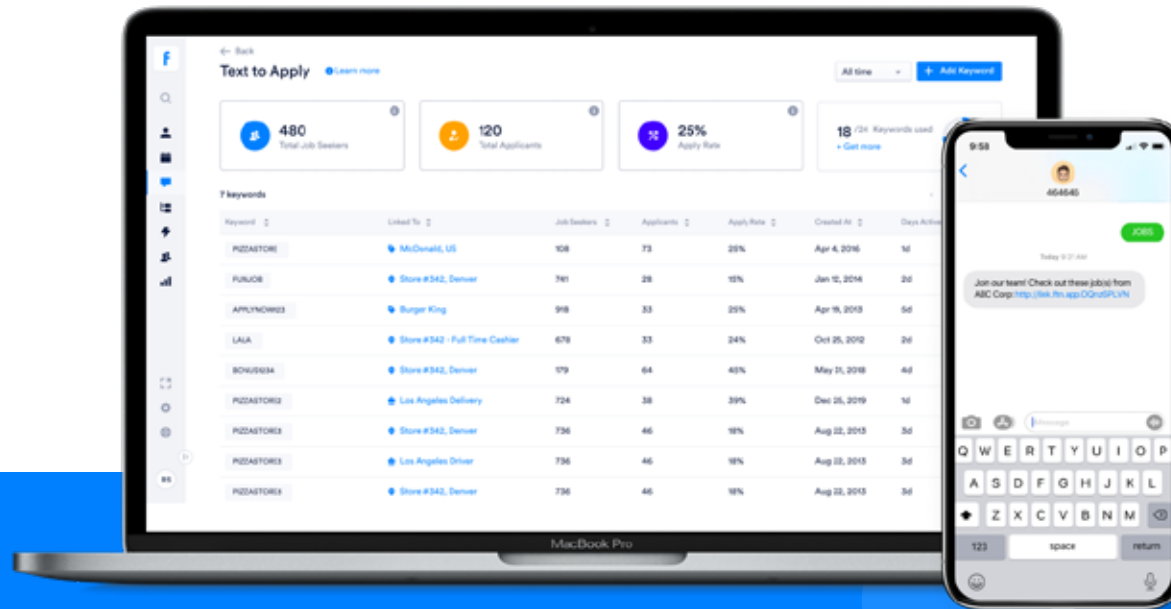 ← Back
Text to Apply Learn more
All time
+ Add Keyword
480
Total Job Seekers
120
Total Applicants
25%
Apply Rate
18 /24 Keywords used
+ Get more
7 keywords
Keyword Linked To Job Seekers Applicants Apply Rate Created At Days Active
McDonald, US 108 73 25% Apr 4, 2016 1d
FUNJOB Store #342, Denver 741 28 15% Jan 12, 2014 2d
APPLYNOW123 Burger King 918 33 25% Apr 19, 2013 5d
LALA Store #342 - Full Time Cashier 678 33 24% Oct 25, 2012 2d
BONUS1234 Store #342, Denver 179 64 45% May 31, 2018 4d
Los Angeles Delivery 724 38 39% Dec 25, 2019 1d
Store #342, Denver 736 46 18% Aug 22, 2013 3d
Los Angeles Driver 736 46 18% Aug 22, 2013 3d
Store #342, Denver 736 46 18% Aug 22, 2013 3d
BS
MacBook Pro
9:58
464646
JOBS
Today 9:21 AM
Join our team! Check out these job(s) from
ABC Corp:
Message
Q W E R T Y U I O P
A S D F G H J K L
Z X C V B N M
123 space return